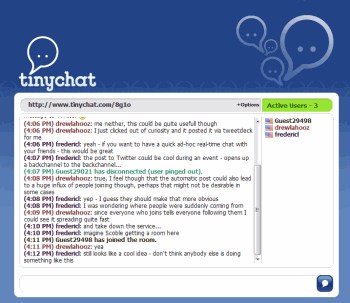 tinychat
http://www.tinychat.com/8g1o
Options
Active Users - 3
(4:06 PM) drewlahooz: me neither, this could be quite usefull though
(4:06 PM) drewlahooz: I just clicked out of curiosity and it posted it via tweetdeck
for me
(4:06 PM) fredericl: yeah - if you want to have a quick ad-hoc real-time chat with
your friends - this would be great
(4:07 PM) fredericl: the post to Twitter could be cool during an event - opens up
a backchannel to the backchannel...
(4:07 PM) Guest29021 has disconnected (user pinged out).
(4:08 PM) drewlahooz: true, I feel though that the automatic post could also lead
to a huge influx of people joining though, perhaps that might not be desirable in
some cases
(4:08 PM) fredericl: yep - I guess they should make that more obvious
(4:08 PM) fredericl: I was wondering where people were suddenly coming from
(4:09 PM) drewlahooz: since everyone who joins tells everyone following them I
could see it spreading quite fast
(4:10 PM) fredericl: and take down the service...
(4:10 PM) fredericl: imagine Scoble getting a room here
(4:11 PM) Guest29498 has joined the room.
(4:11 PM) drewlahooz: yea
(4:12 PM) fredericl: still looks like a cool idea - don't think anybody else is doing
something like this
Guest29498
drewlahooz
fredericl